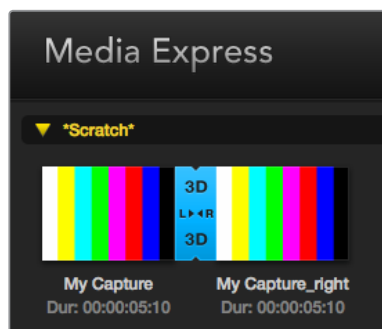 Media Express
*Scratch*
3D
L▶◀R
3D
My Capture
My Capture_right
Dur: 00:00:05:10
Dur: 00:00:05:10